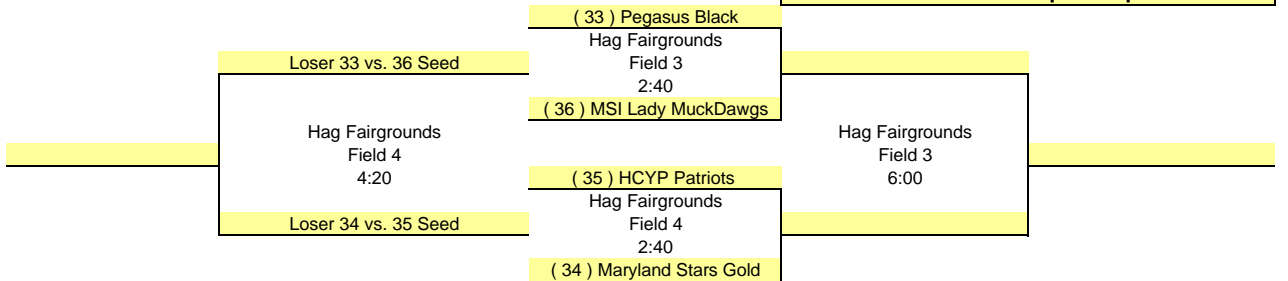 ( 33 ) Pegasus Black
Hag Fairgrounds
Loser 33 vs. 36 Seed
Field 3
2:40
( 36 ) MSI Lady MuckDawgs
Hag Fairgrounds
Field 4
4:20
Hag Fairgrounds
Field 3
6:00
( 35 ) HCYP Patriots
Hag Fairgrounds
Loser 34 vs. 35 Seed
Field 4
2:40
( 34 ) Maryland Stars Gold